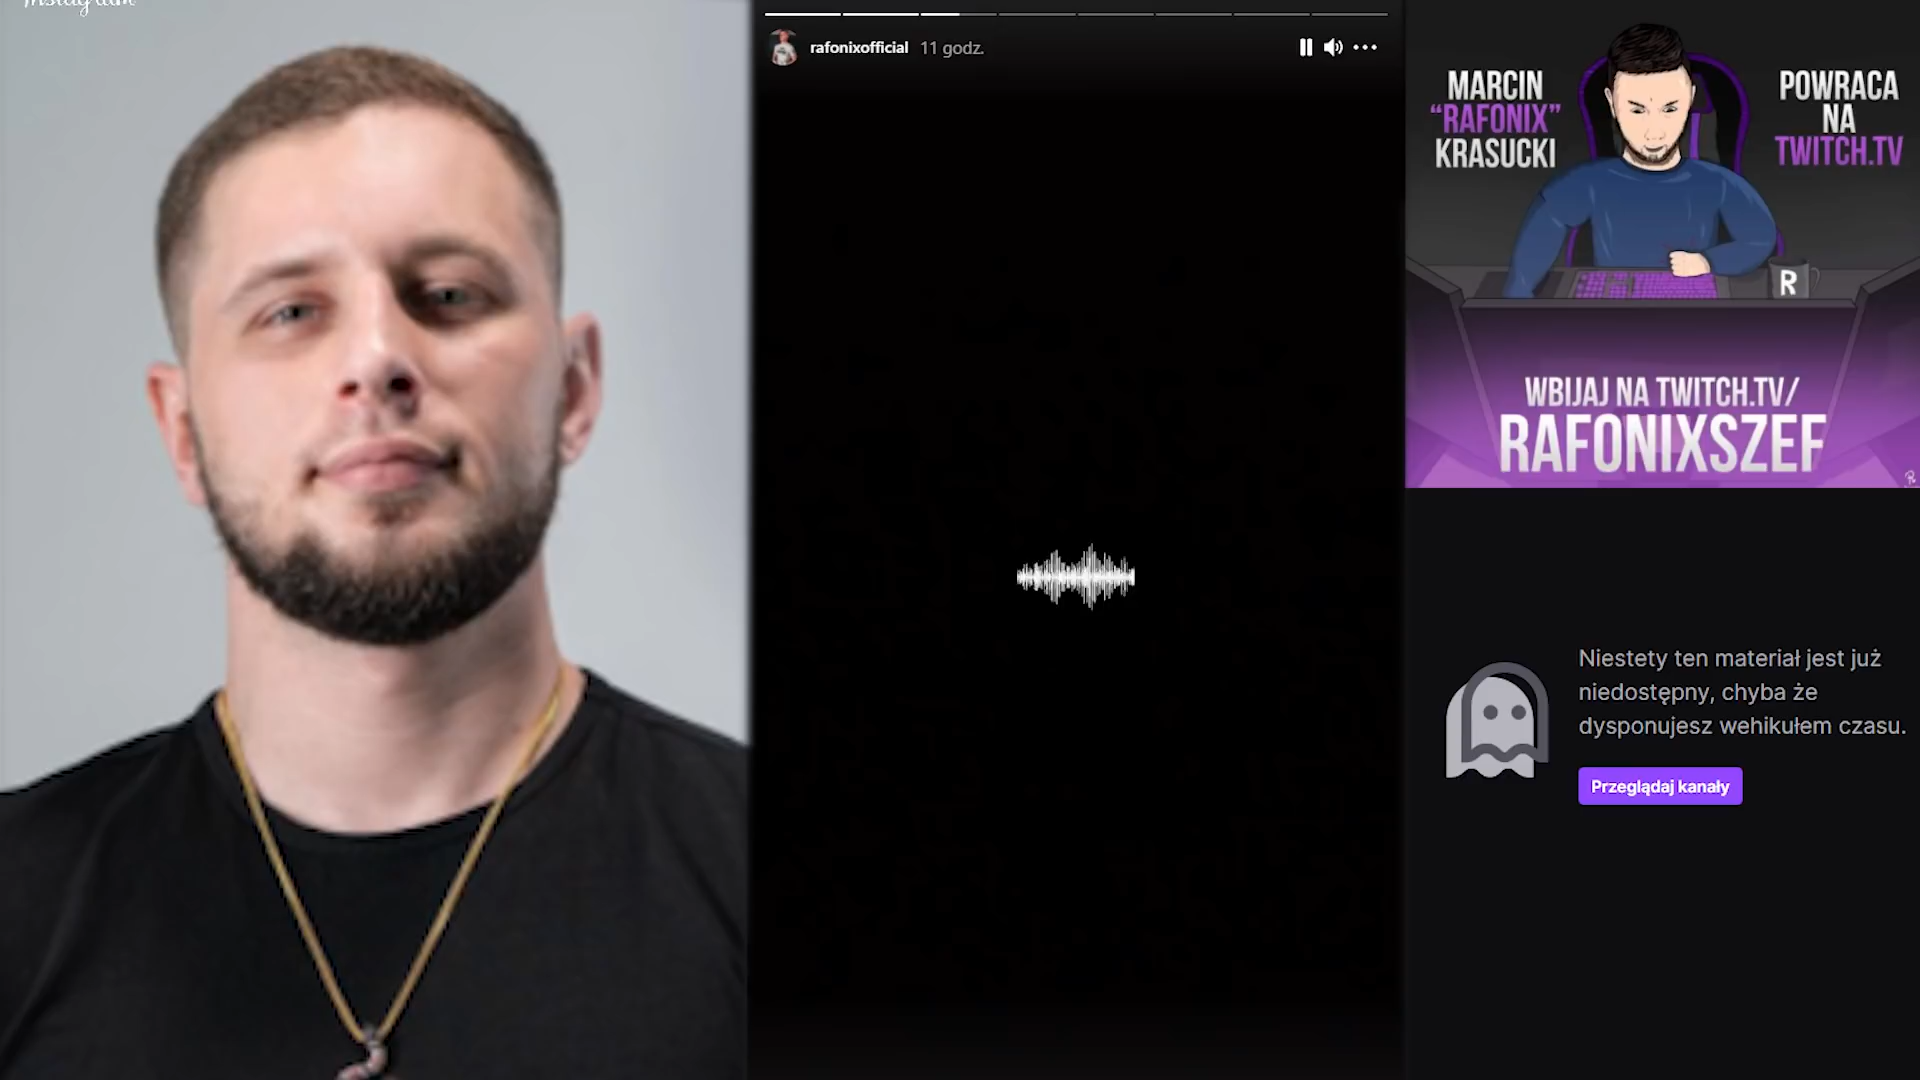 Instagram
rafonixofficial 11 godz.
MARCIN
“RAFONIX”
KRASUCKI
POWRACA
NA
TWITCH.TV
R
WBIJAJ NA TWITCH.TV/
RAFONIXSZEF
Niestety ten materiał jest już
niedostępny, chyba że
dysponujesz wehikułem czasu.
Przeglądaj kanały